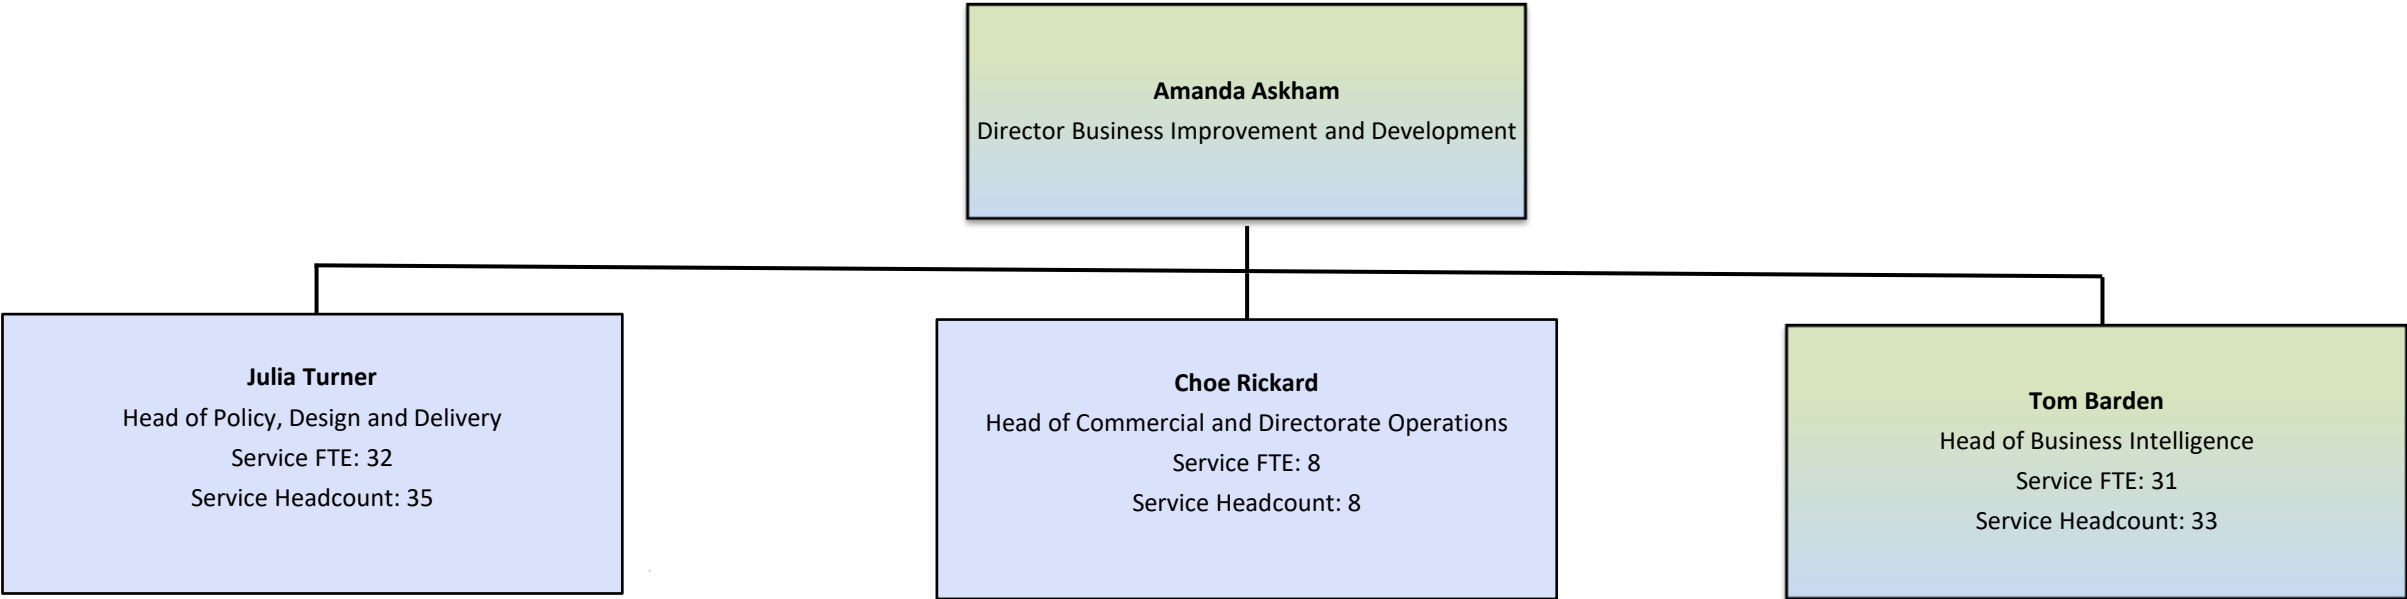 Amanda Askham
Director Business Improvement and Development
Julia Turner
Head of Policy, Design and Delivery
Service FTE: 32
Service Headcount: 35
Choe Rickard
Head of Commercial and Directorate Operations
Service FTE: 8
Service Headcount: 8
Tom Barden
Head of Business Intelligence
Service FTE: 31
Service Headcount: 33